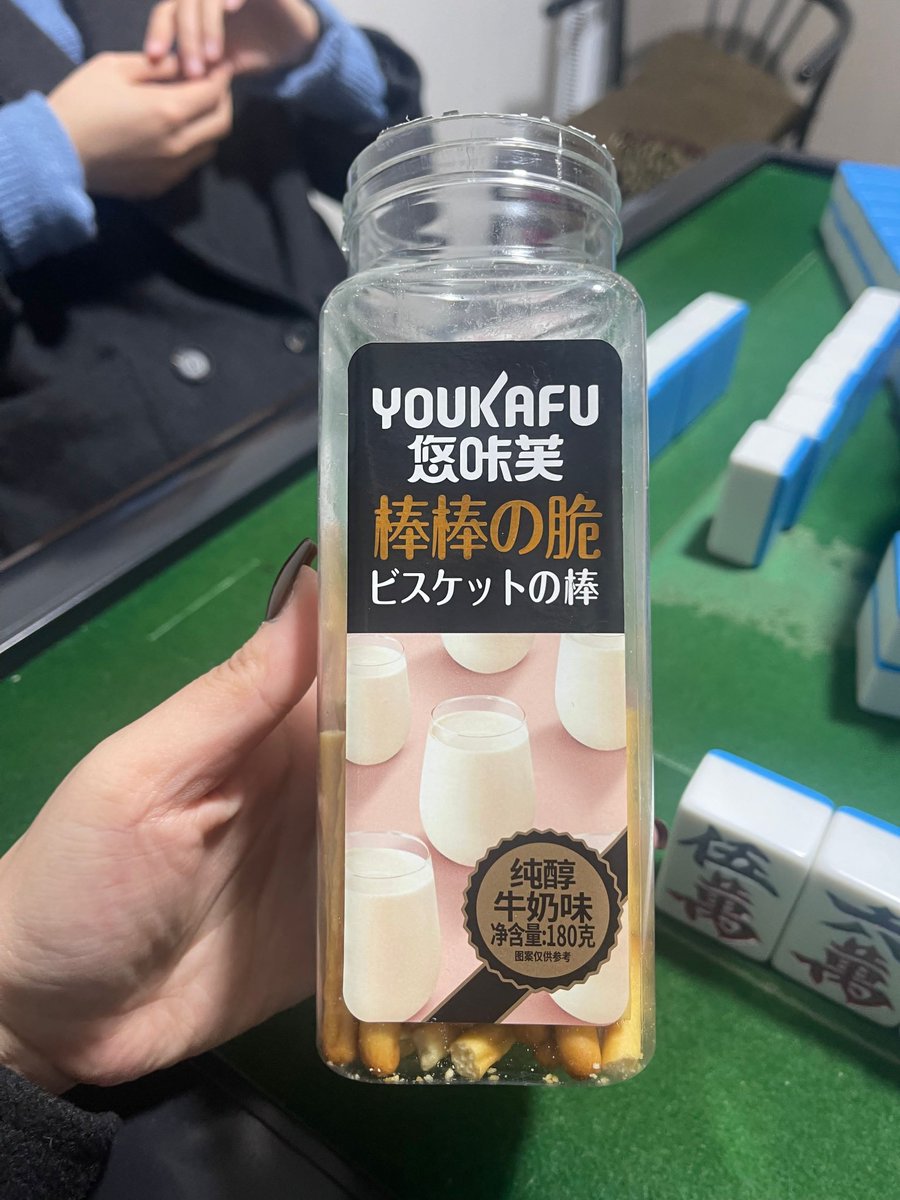 YOUKAFU
悠咔芙
棒棒の脆
ビスケットの棒
纯醇
牛奶味
净含量:180克
图案仅供参考
伍萬
六萬